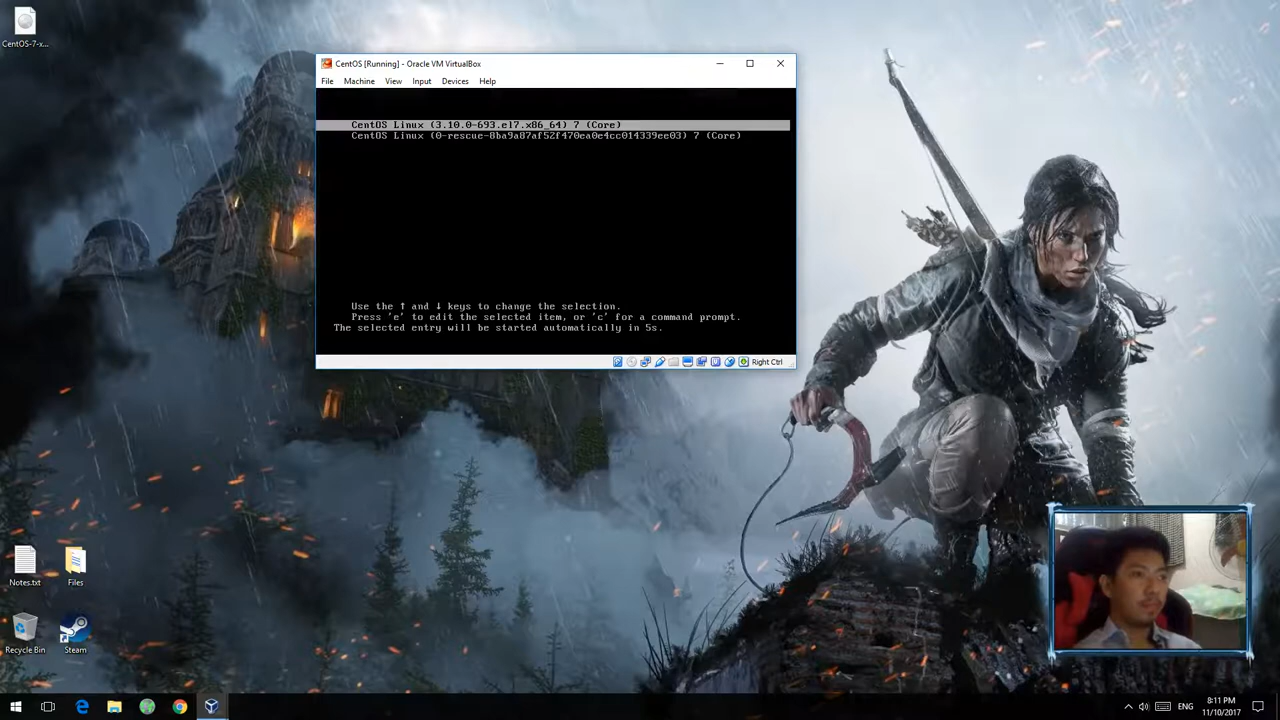 CentOS-7-x...
CentOS [Running] - Oracle VM VirtualBox
File Machine View Input Devices Help
CentOS Linux (3.10.0-693.el7.x86_64) 7 (Core)
CentOS Linux (0-rescue-8ba9a87af52f470ea0e4cc014339ee03) 7 (Core)
Use the ↑ and ↓ keys to change the selection.
Press 'e' to edit the selected item, or 'c' for a command prompt.
The selected entry will be started automatically in 5s.
Right Ctrl
Notes.txt
Files
Recycle Bin
Steam
ENG
8:11 PM
11/10/2017